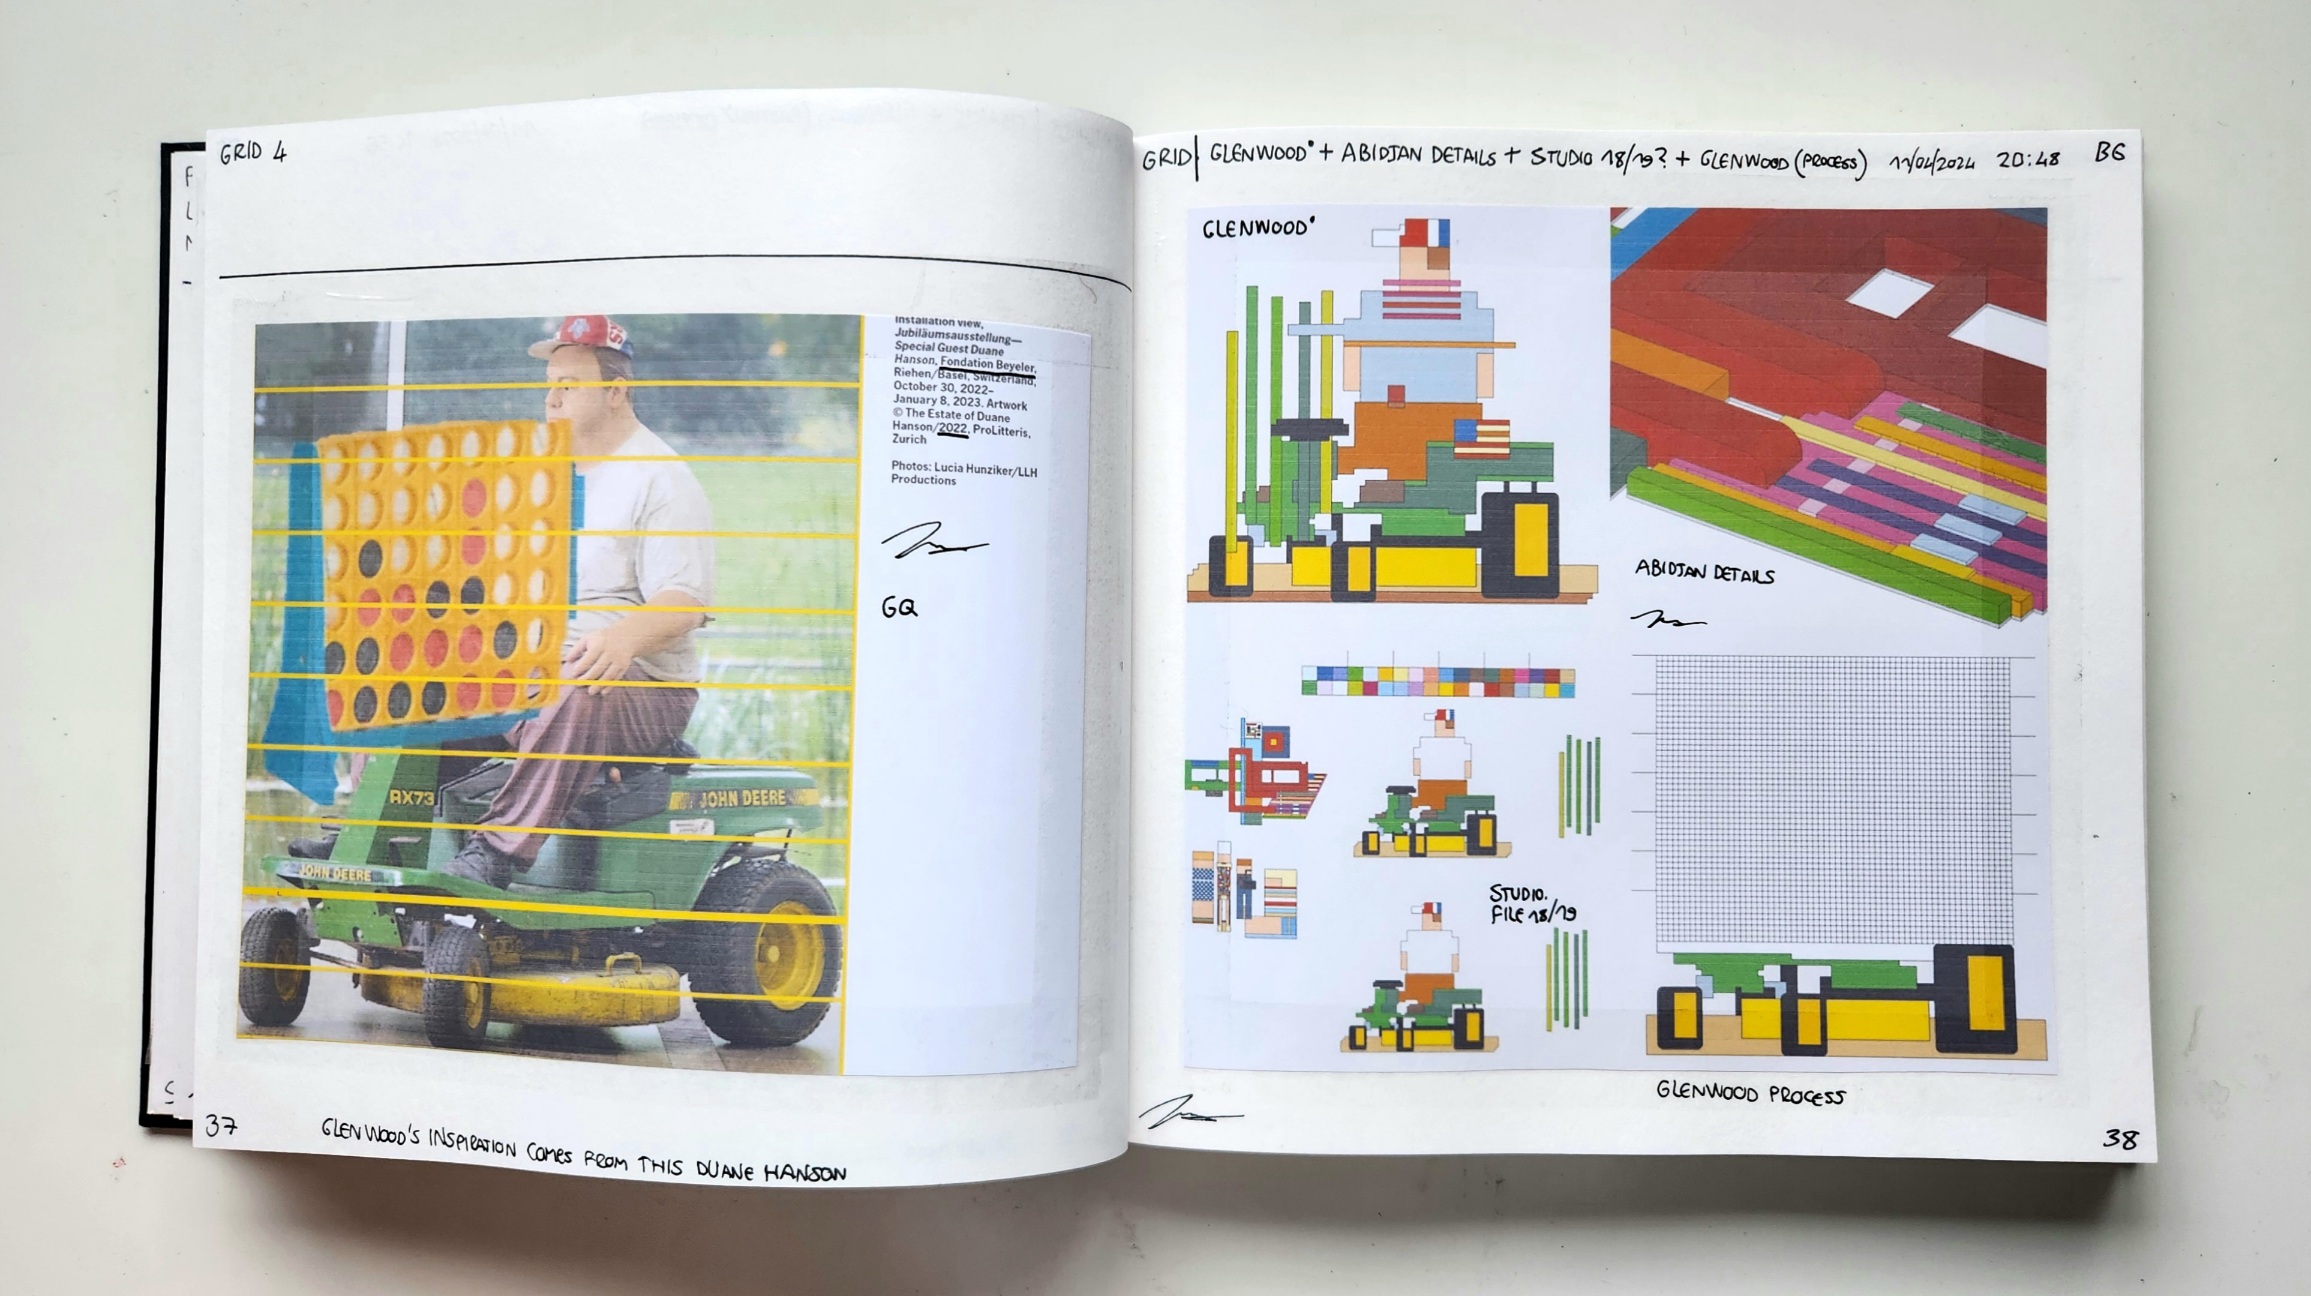 GRID 4
Installation view,
Jubiläumsausstellung—
Special Guest Duane
Hanson, Fondation Beyeler,
Riehen/Basel, Switzerland,
October 30, 2022–
January 8, 2023. Artwork
© The Estate of Duane
Hanson/2022, ProLitteris,
Zurich
Photos: Lucia Hunziker/LLH
Productions
GQ
RX73
JOHN DEERE
JOHN DEERE
37
GLENWOOD'S INSPIRATION COMES FROM THIS DUANE HANSON
GRID | GLENWOOD° + ABIDJAN DETAILS + STUDIO 18/19? + GLENWOOD (PROCESS) 11/04/2024 20:48 BG
GLENWOOD°
ABIDJAN DETAILS
STUDIO.
FILE 18/19
GLENWOOD PROCESS
38